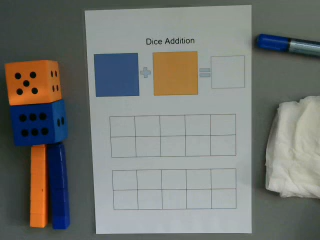 Dice Addition
+ =